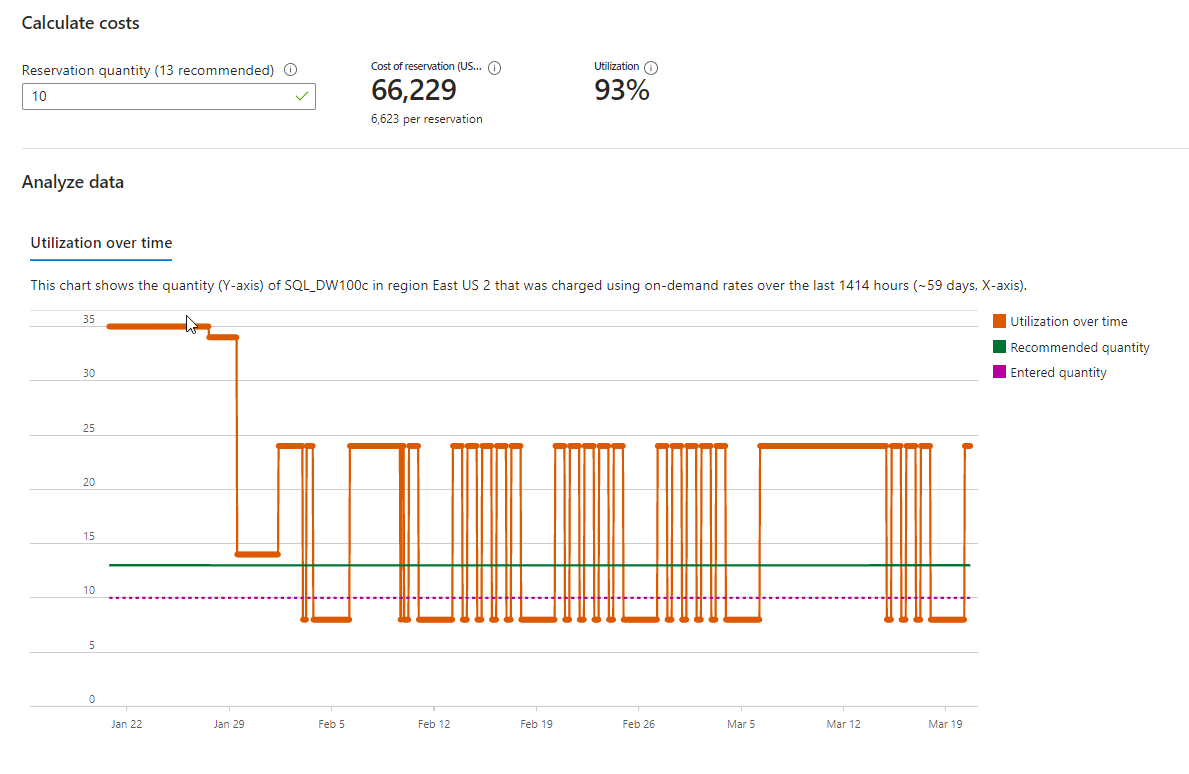 Calculate costs
Reservation quantity (13 recommended)
10
Cost of reservation (US...
66,229
6,623 per reservation
Utilization
93%
Analyze data
Utilization over time
This chart shows the quantity (Y-axis) of SQL_DW100c in region East US 2 that was charged using on-demand rates over the last 1414 hours (~59 days, X-axis).
35
30
25
20
15
10
5
0
Jan 22 Jan 29 Feb 5 Feb 12 Feb 19 Feb 26 Mar 5 Mar 12 Mar 19
Utilization over time
Recommended quantity
Entered quantity